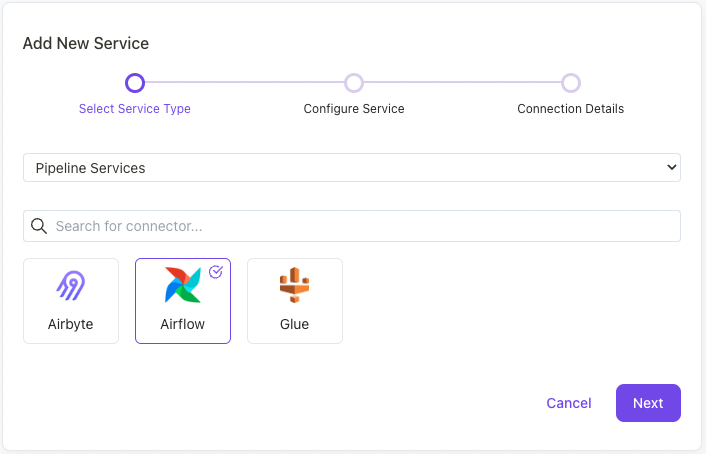 Add New Service
Select Service Type
Configure Service
Connection Details
Pipeline Services
Search for connector...
Airbyte
Airflow
Glue
Cancel
Next